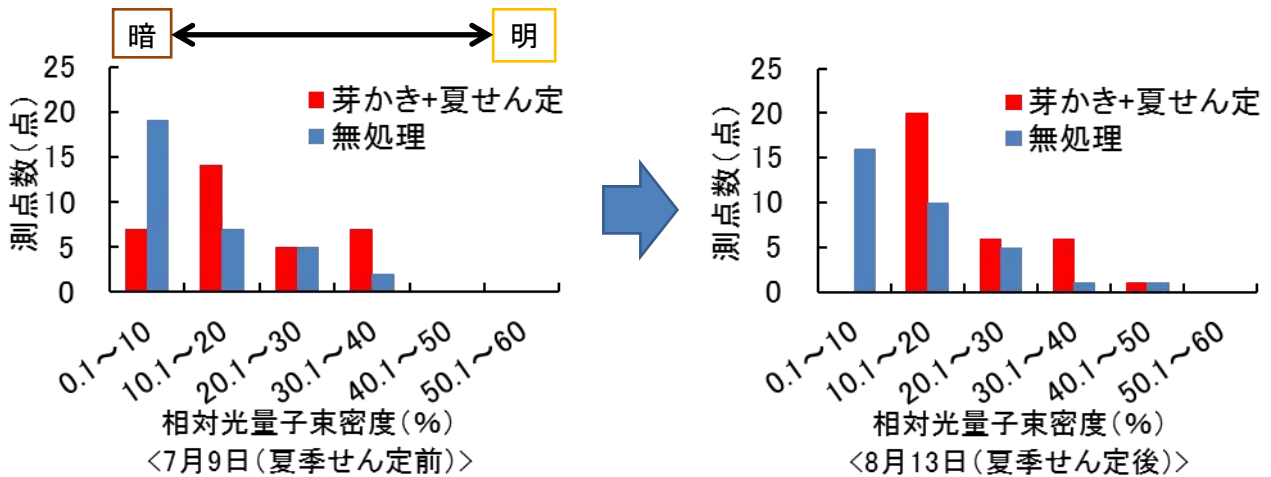 暗
明
25
20
15
10
5
0
測点数(点)
芽かき+夏せん定
無処理
0.1～10
10.1～20
20.1～30
30.1～40
40.1～50
50.1～60
相対光量子束密度(%)
<7月9日(夏季せん定前)>
25
20
15
10
5
0
測点数(点)
芽かき+夏せん定
無処理
0.1～10
10.1～20
20.1～30
30.1～40
40.1～50
50.1～60
相対光量子束密度(%)
<8月13日(夏季せん定後)>